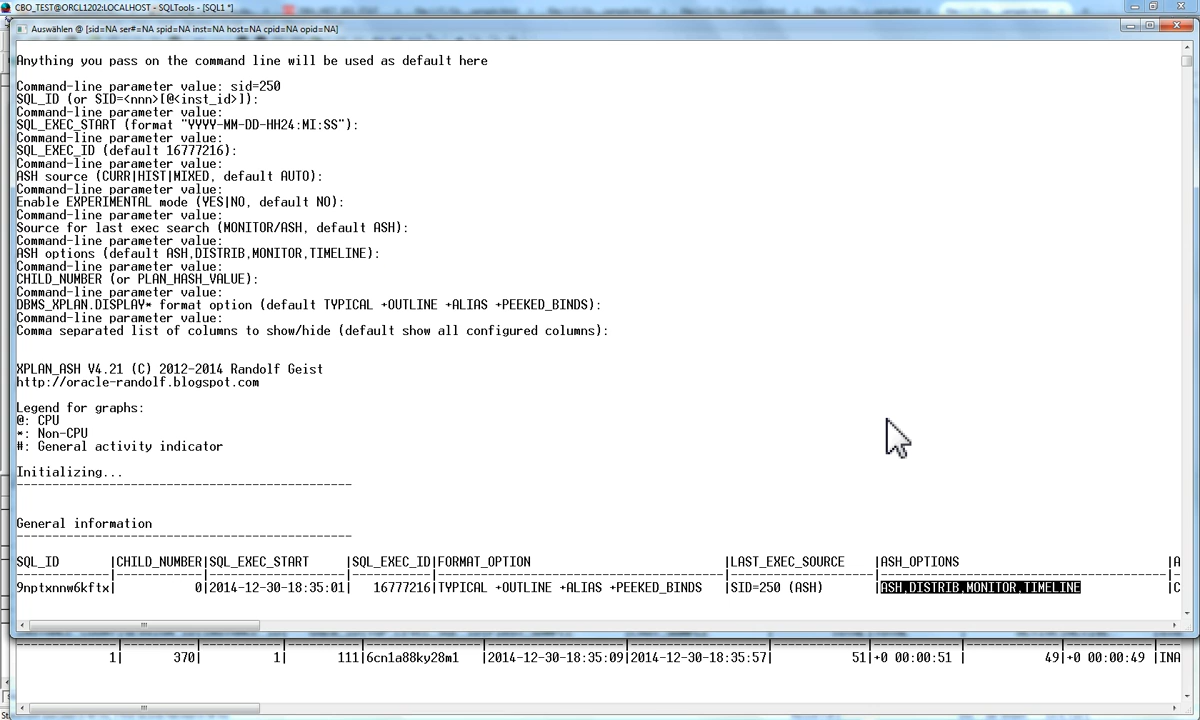 CBO_TEST@ORCL1202:LOCALHOST - SQLTools - [SQL1 *]
Auswählen @ [sid=NA ser#=NA spid=NA inst=NA host=NA cpid=NA opid=NA]
Anything you pass on the command line will be used as default here
Command-line parameter value: sid=250
SQL_ID (or SID=<nnn>[@<inst_id>]):
Command-line parameter value:
SQL_EXEC_START (format "YYYY-MM-DD-HH24:MI:SS"):
Command-line parameter value:
SQL_EXEC_ID (default 16777216):
Command-line parameter value:
ASH source (CURR|HIST|MIXED, default AUTO):
Command-line parameter value:
Enable EXPERIMENTAL mode (YES|NO, default NO):
Command-line parameter value:
Source for last exec search (MONITOR/ASH, default ASH):
Command-line parameter value:
ASH options (default ASH,DISTRIB,MONITOR,TIMELINE):
Command-line parameter value:
CHILD_NUMBER (or PLAN_HASH_VALUE):
Command-line parameter value:
DBMS_XPLAN.DISPLAY* format option (default TYPICAL +OUTLINE +ALIAS +PEEKED_BINDS):
Command-line parameter value:
Comma separated list of columns to show/hide (default show all configured columns):
XPLAN_ASH V4.21 (C) 2012-2014 Randolf Geist
http://oracle-randolf.blogspot.com
Legend for graphs:
@: CPU
*: Non-CPU
#: General activity indicator
Initializing...
-----------------------------------------------
General information
-----------------------------------------------
SQL_ID |CHILD_NUMBER|SQL_EXEC_START |SQL_EXEC_ID|FORMAT_OPTION |LAST_EXEC_SOURCE |ASH_OPTIONS |A
9nptxnnw6kftx| 0|2014-12-30-18:35:01| 16777216|TYPICAL +OUTLINE +ALIAS +PEEKED_BINDS |SID=250 (ASH) |ASH,DISTRIB,MONITOR,TIMELINE |C
1| 370| 1| 111|6cn1a88ky28m1 |2014-12-30-18:35:09|2014-12-30-18:35:57| 51|+0 00:00:51 | 49|+0 00:00:49 |INA